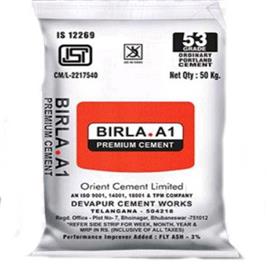 IS 12269
ISI
CM/L-2217540
53
GRADE
ORDINARY
PORTLAND
CEMENT
Net Qty : 50 Kg.
BIRLA.A1
PREMIUM CEMENT
BIRLA.A1
PREMIUM CEMENT
Orient Cement Limited
AN ISO 9001, 14001, 18001 & TPM COMPANY
DEVAPUR CEMENT WORKS
TELANGANA - 504218
Regd. Office - Plot No- 7, Bhoinagar, Bhubaneswar -751012
REFER SIDE STRIP FOR WEEK, MONTH, YEAR &
MRP IN RS. (INCLUSIVE OF ALL TAXES)
Performance Improver Added : FLY ASH - 3%